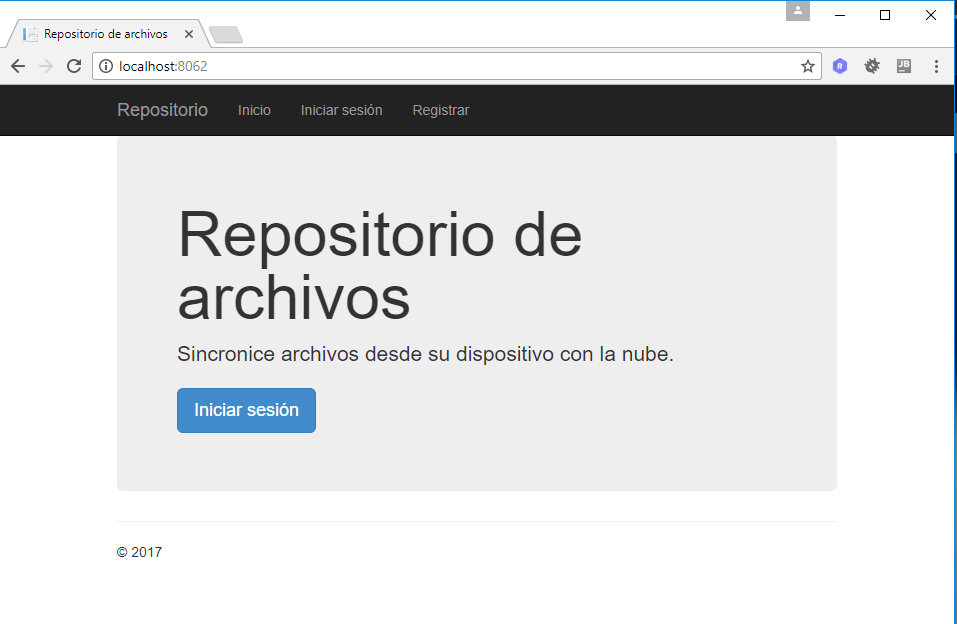 Repositorio de archivos
localhost:8062
R
JB
Repositorio Inicio Iniciar sesión Registrar
Repositorio de
archivos
Sincronice archivos desde su dispositivo con la nube.
Iniciar sesión
© 2017